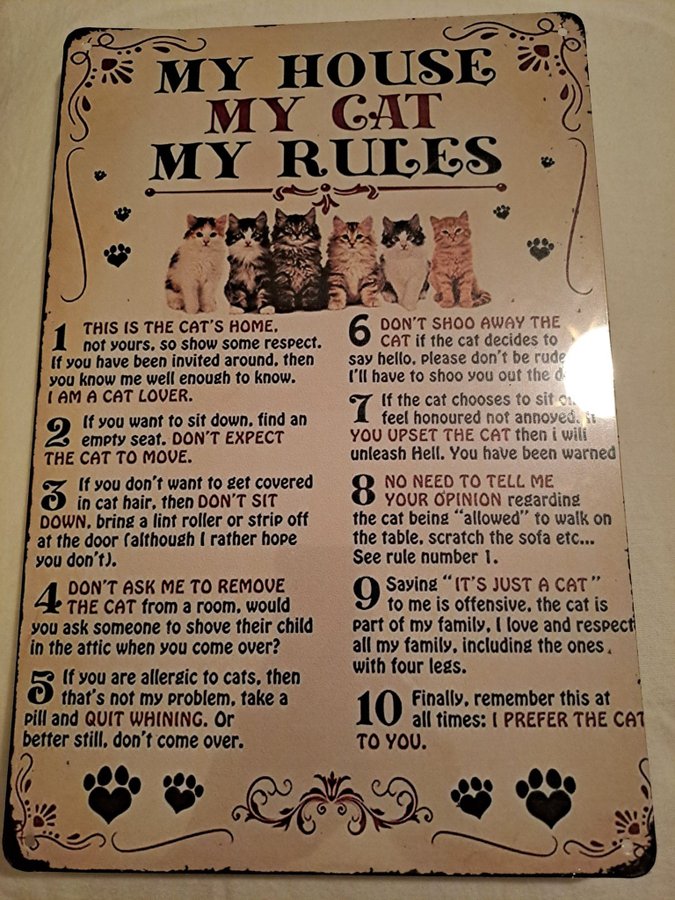 MY HOUSE
MY CAT
MY RULES
1 THIS IS THE CAT'S HOME,
not yours, so show some respect.
If you have been invited around, then
you know me well enough to know.
I AM A CAT LOVER.
2 If you want to sit down, find an
empty seat. DON'T EXPECT
THE CAT TO MOVE.
3 If you don't want to get covered
in cat hair, then DON'T SIT
DOWN, bring a lint roller or strip off
at the door (although I rather hope
you don't).
4 DON'T ASK ME TO REMOVE
THE CAT from a room, would
you ask someone to shove their child
in the attic when you come over?
5 If you are allergic to cats, then
that's not my problem, take a
pill and QUIT WHINING. Or
better still, don't come over.
6 DON'T SHOO AWAY THE
CAT if the cat decides to
say hello, please don't be rude
I'll have to shoo you out the
7 If the cat chooses to sit
feel honoured not annoyed.
YOU UPSET THE CAT then i will
unleash Hell. You have been warned
8 NO NEED TO TELL ME
YOUR OPINION regarding
the cat being "allowed" to walk on
the table, scratch the sofa etc...
See rule number 1.
9 Saying "IT'S JUST A CAT"
to me is offensive, the cat is
part of my family, I love and respect
all my family, including the ones
with four legs.
10 Finally, remember this at
all times: I PREFER THE CAT
TO YOU.